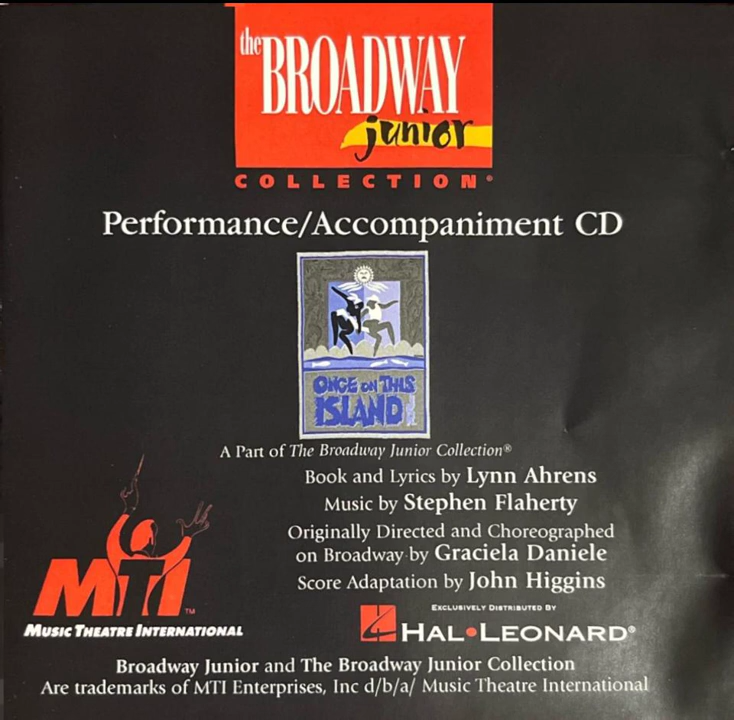 the BROADWAY
junior
COLLECTION®
Performance/Accompaniment CD
ONCE ON THIS
ISLAND
A Part of The Broadway Junior Collection®
Book and Lyrics by Lynn Ahrens
Music by Stephen Flaherty
Originally Directed and Choreographed
on Broadway by Graciela Daniele
Score Adaptation by John Higgins
MTI™
MUSIC THEATRE INTERNATIONAL
EXCLUSIVELY DISTRIBUTED BY
HAL•LEONARD®
Broadway Junior and The Broadway Junior Collection
Are trademarks of MTI Enterprises, Inc d/b/a/ Music Theatre International